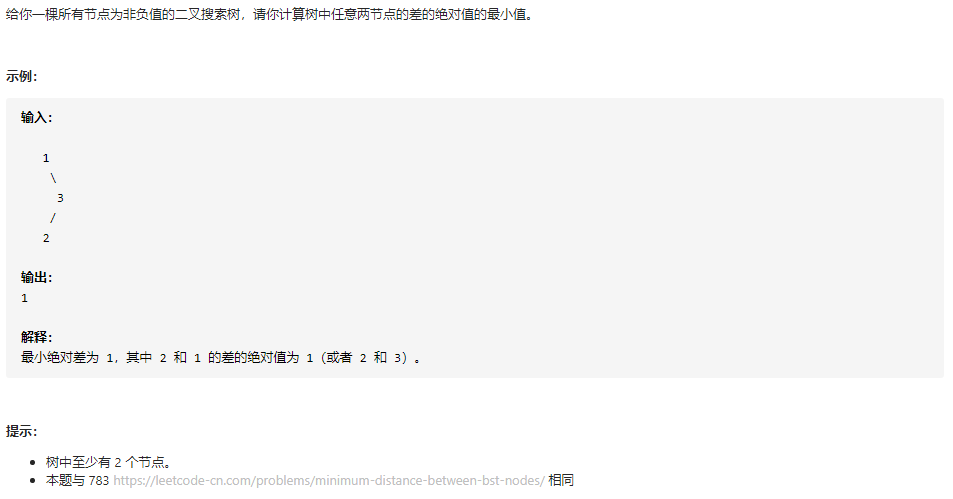 给你一棵所有节点为非负值的二叉搜索树，请你计算树中任意两节点的差的绝对值的最小值。
示例：
输入：
1
\
3
/
2
输出：
1
解释：
最小绝对差为 1，其中 2 和 1 的差的绝对值为 1（或者 2 和 3）。
提示：
• 树中至少有 2 个节点。
• 本题与 783 https://leetcode-cn.com/problems/minimum-distance-between-bst-nodes/ 相同